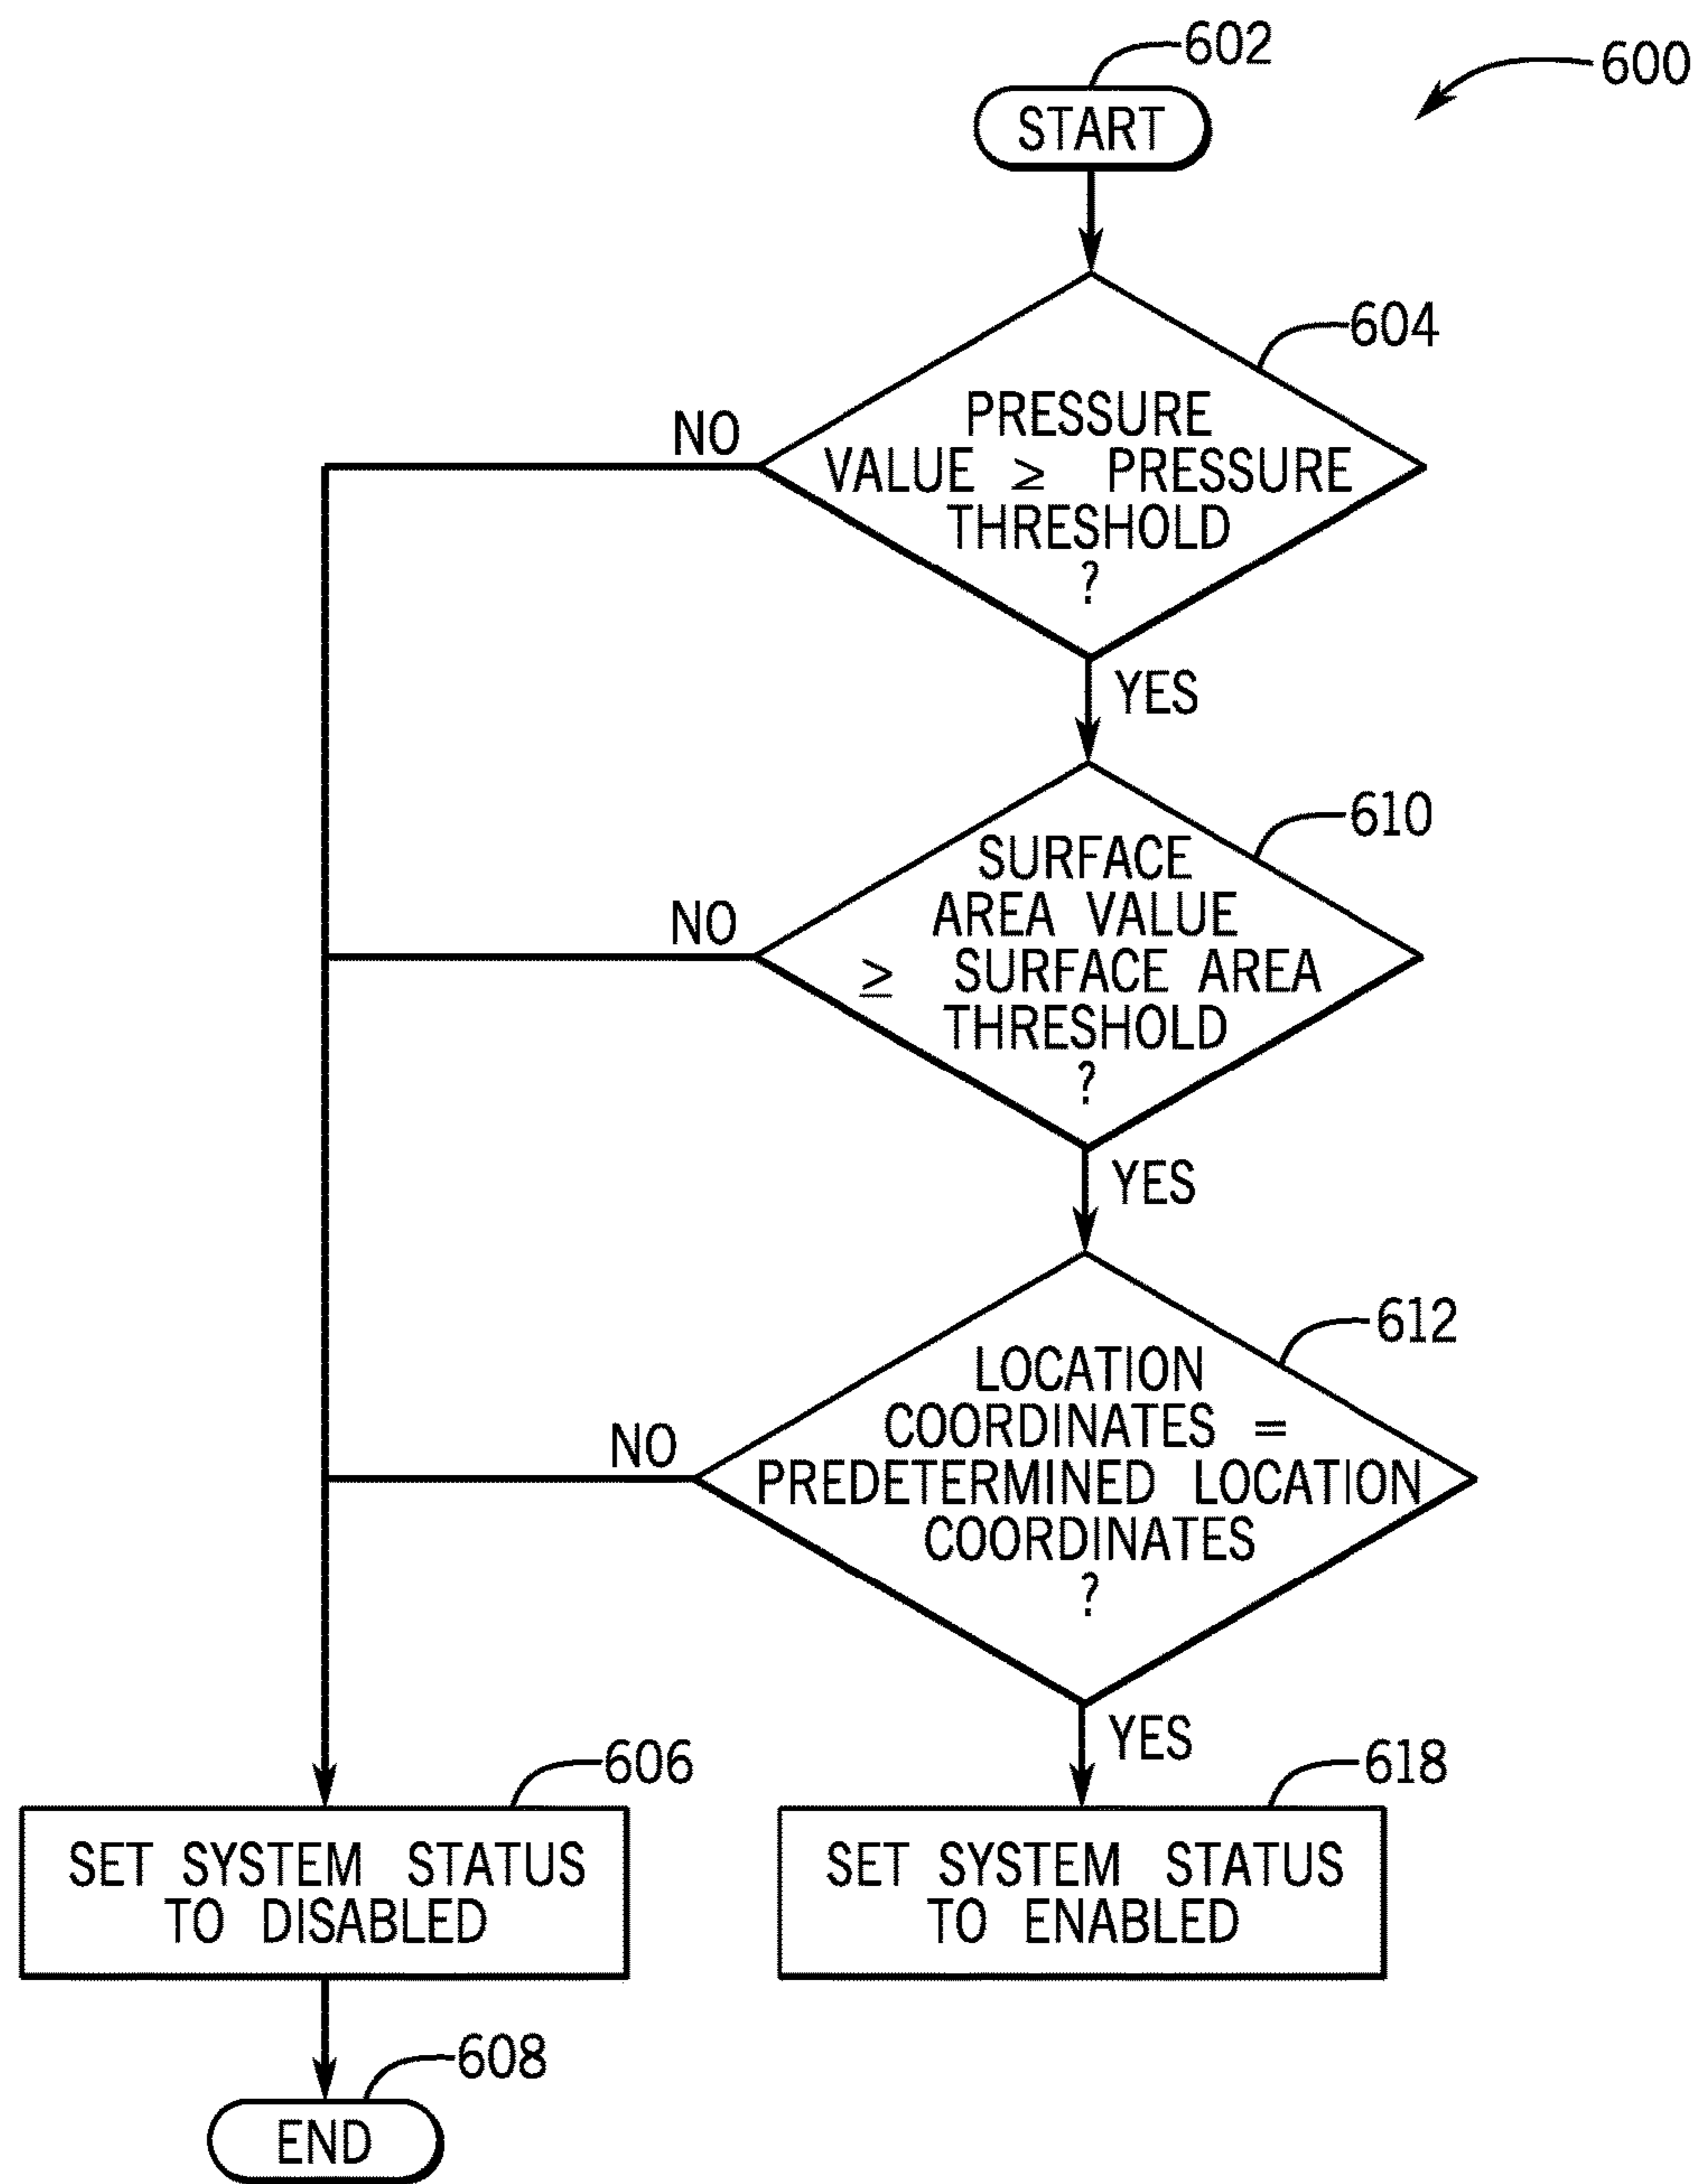 602
600
START
604
NO
PRESSURE
VALUE ≥ PRESSURE
THRESHOLD
?
YES
610
NO
SURFACE
AREA VALUE
≥ SURFACE AREA
THRESHOLD
?
YES
612
NO
LOCATION
COORDINATES =
PREDETERMINED LOCATION
COORDINATES
?
YES
606
618
SET SYSTEM STATUS
TO DISABLED
SET SYSTEM STATUS
TO ENABLED
608
END